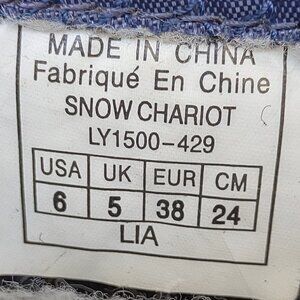 MADE IN CHINA
Fabriqué En Chine
SNOW CHARIOT
LY1500-429
USA UK EUR CM
6 5 38 24
LIA